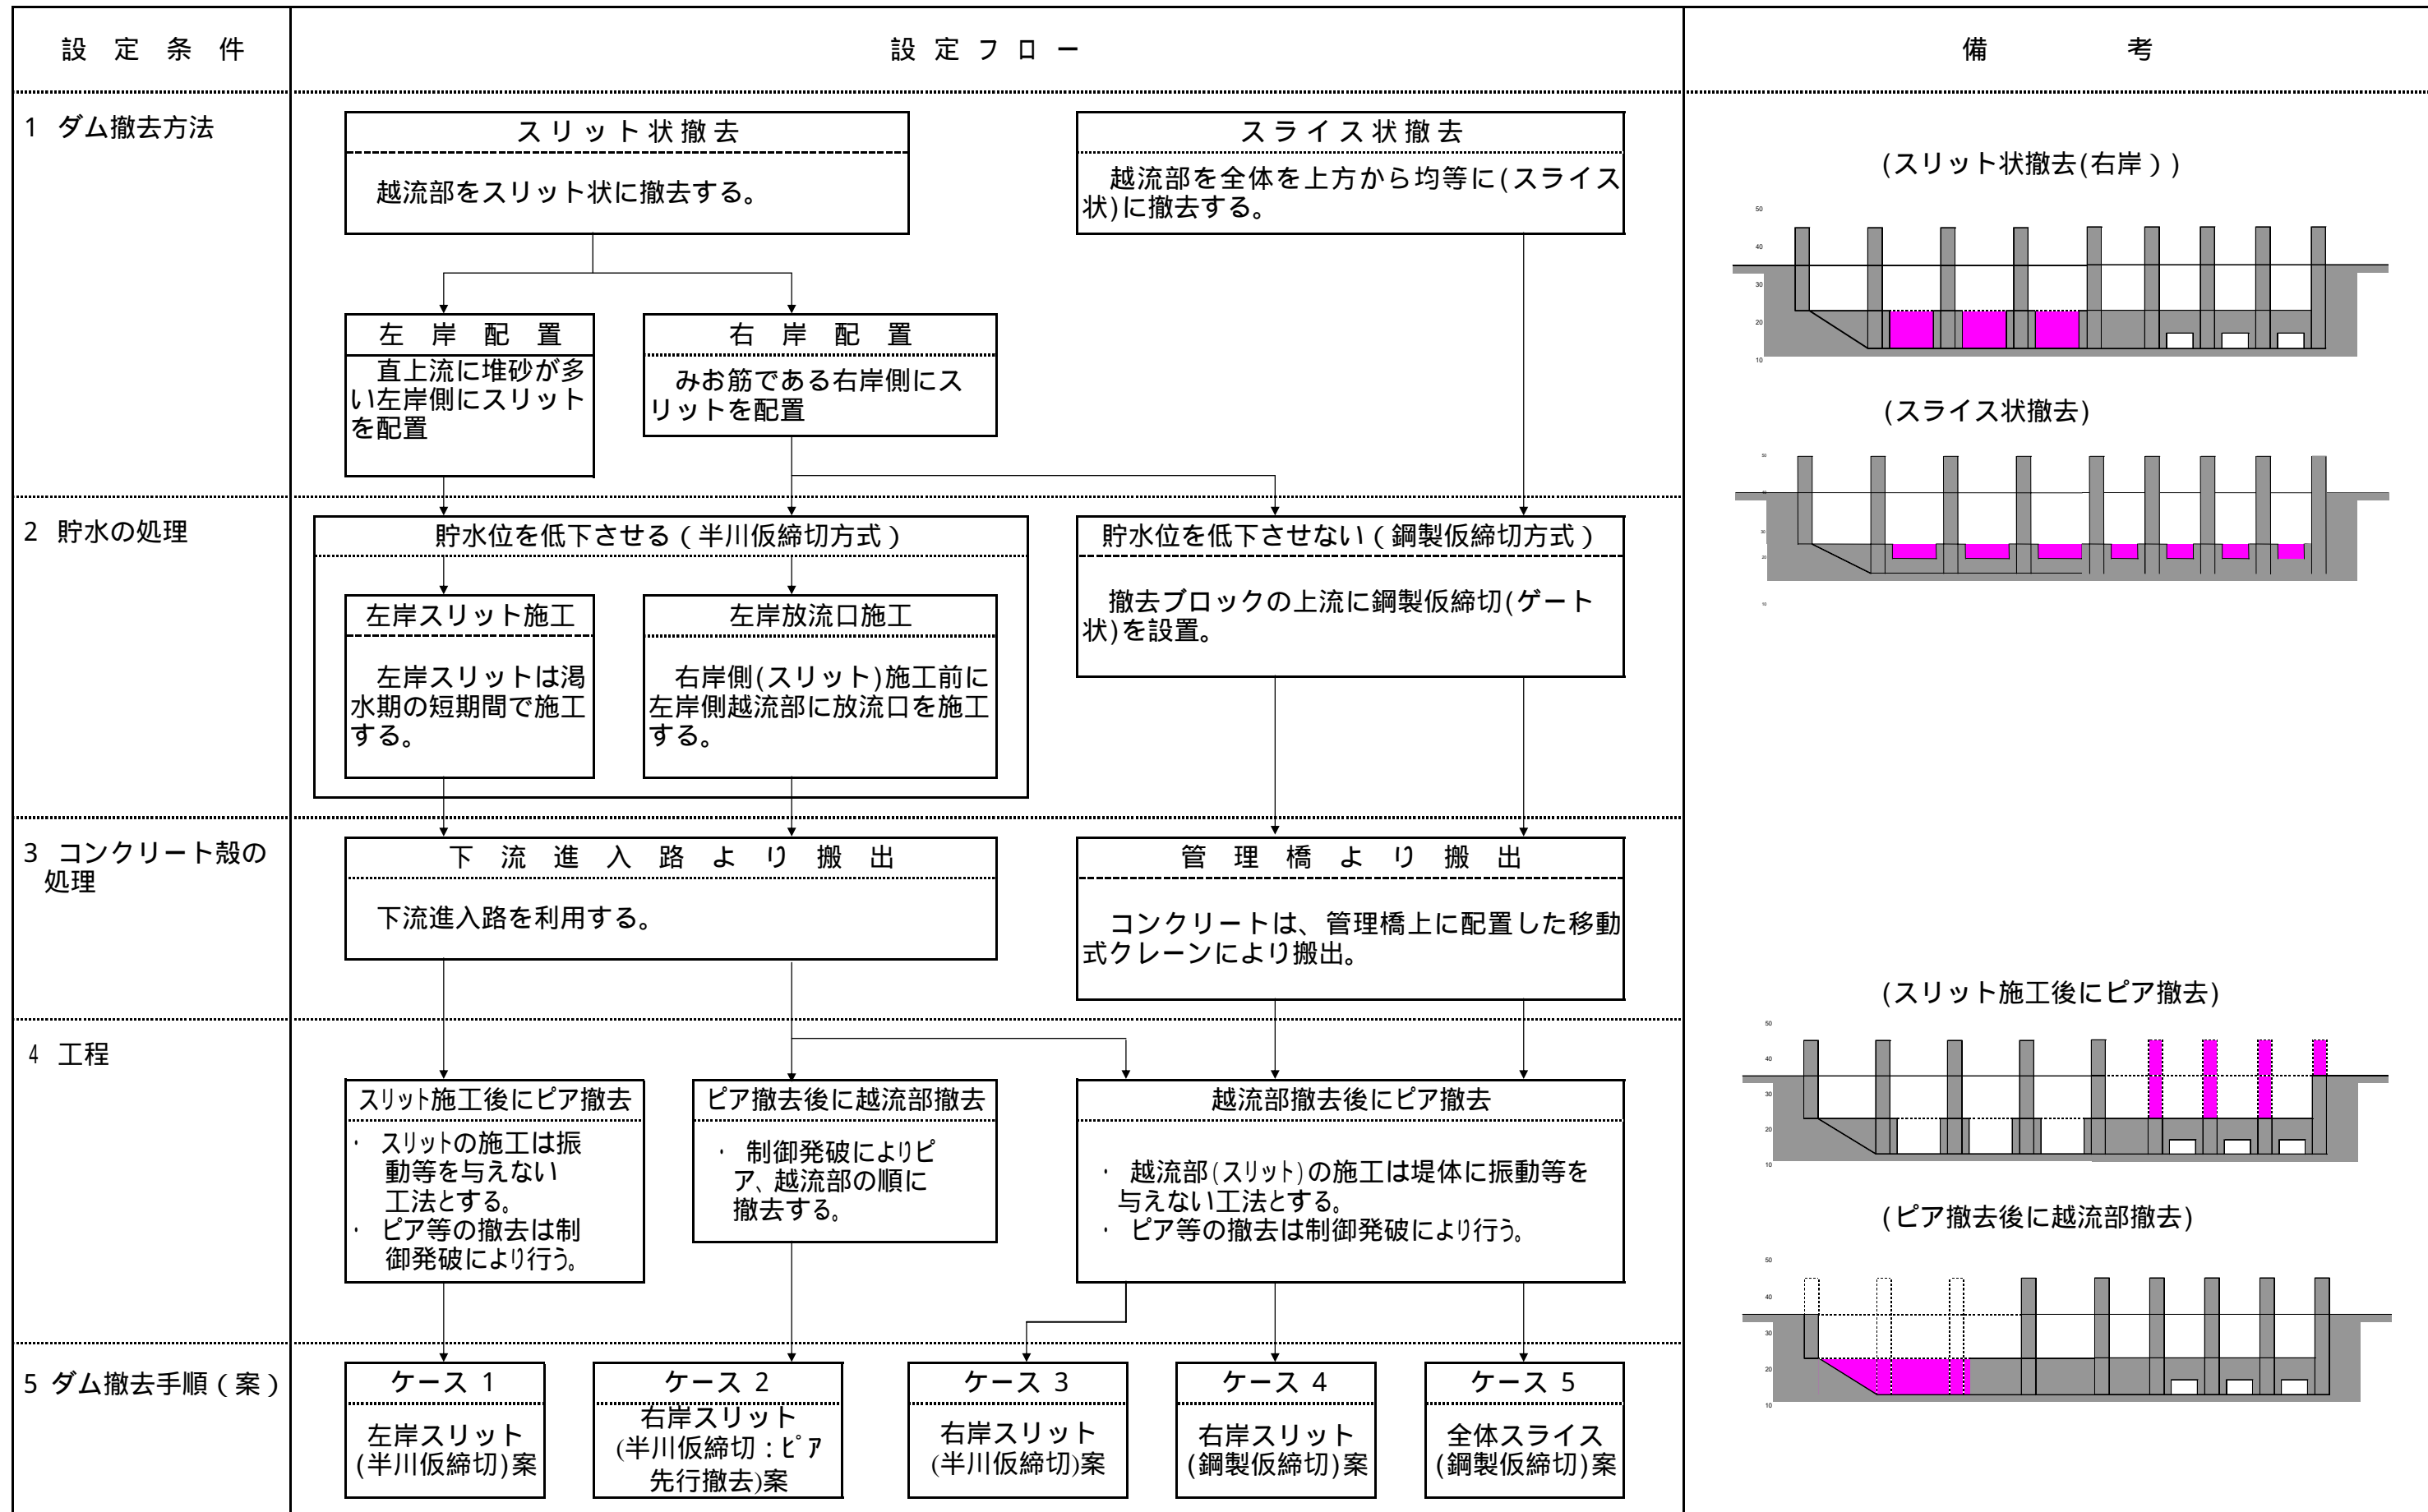 設定条件
設定フロー
備考
1 ダム撤去方法
スリット状撤去
越流部をスリット状に撤去する。
スライス状撤去
越流部を全体を上方から均等に(スライス
状)に撤去する。
左岸配置
直上流に堆砂が多
い左岸側にスリット
を配置
右岸配置
みお筋である右岸側にス
リットを配置
(スリット状撤去(右岸))
50
40
30
20
10
(スライス状撤去)
50
30
20
10
2 貯水の処理
貯水位を低下させる(半川仮締切方式)
左岸スリット施工
左岸スリットは渇
水期の短期間で施工
する。
左岸放流口施工
右岸側(スリット)施工前に
左岸側越流部に放流口を施工
する。
貯水位を低下させない(鋼製仮締切方式)
撤去ブロックの上流に鋼製仮締切(ゲート
状)を設置。
3 コンクリート殻の
処理
下流進入路より搬出
下流進入路を利用する。
管理橋より搬出
コンクリートは、管理橋上に配置した移動
式クレーンにより搬出。
4 工程
スリット施工後にピア撤去
・ スリットの施工は振
動等を与えない
工法とする。
・ ピア等の撤去は制
御発破により行う。
ピア撤去後に越流部撤去
・ 制御発破によりピ
ア、越流部の順に
撤去する。
越流部撤去後にピア撤去
・ 越流部(スリット)の施工は堤体に振動等を
与えない工法とする。
・ ピア等の撤去は制御発破により行う。
(スリット施工後にピア撤去)
50
40
30
20
10
(ピア撤去後に越流部撤去)
50
40
30
20
10
5 ダム撤去手順(案)
ケース 1
左岸スリット
(半川仮締切)案
ケース 2
右岸スリット
(半川仮締切:ピア
先行撤去)案
ケース 3
右岸スリット
(半川仮締切)案
ケース 4
右岸スリット
(鋼製仮締切)案
ケース 5
全体スライス
(鋼製仮締切)案